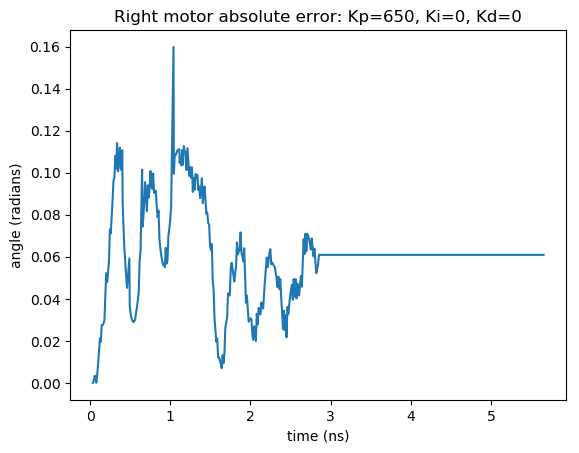 Right motor absolute error: Kp=650, Ki=0, Kd=0
angle (radians)
0.16
0.14
0.12
0.10
0.08
0.06
0.04
0.02
0.00
0 1 2 3 4 5
time (ns)